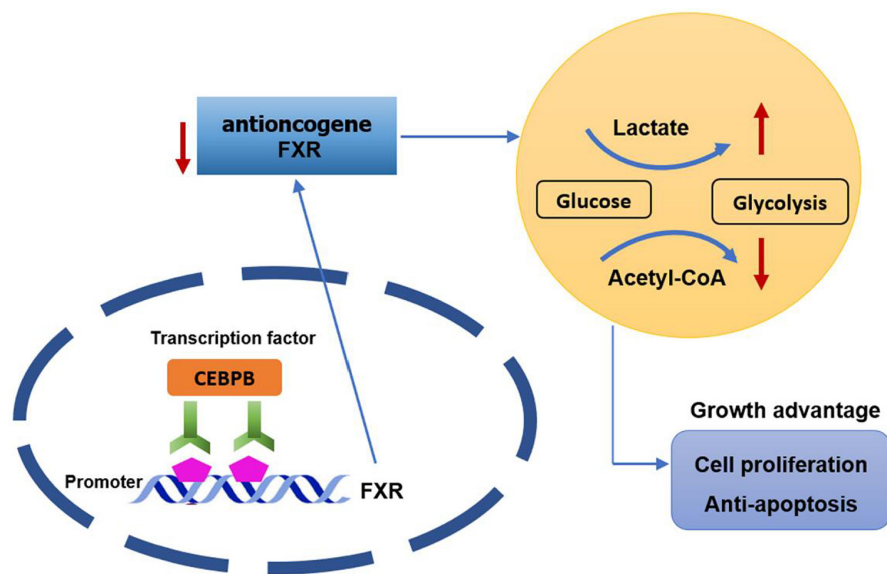 antioncogene
FXR
Lactate
Glucose
Glycolysis
Acetyl-CoA
Transcription factor
CEBPB
Promoter
FXR
Growth advantage
Cell proliferation
Anti-apoptosis